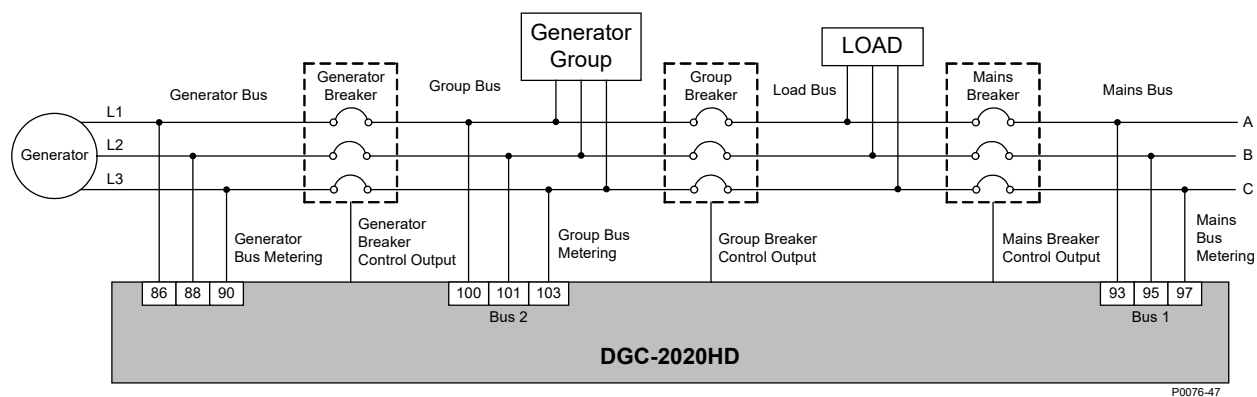 Generator
Group
LOAD
Generator
Breaker
Group
Breaker
Mains
Breaker
Generator Bus
Group Bus
Load Bus
Mains Bus
L1
A
Generator
L2
B
L3
C
Generator
Bus Metering
Generator
Breaker
Control Output
Group Bus
Metering
Group Breaker
Control Output
Mains Breaker
Control Output
Mains
Bus
Metering
86 88 90
100 101 103
93 95 97
Bus 2
Bus 1
DGC-2020HD
P0076-47